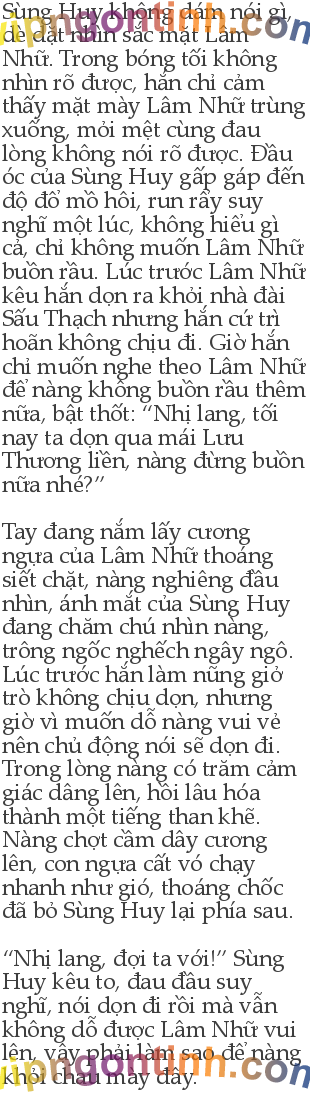 Sùng Huy không dám nói gì,
dè dặt nhìn sắc mặt Lâm
Nhữ. Trong bóng tối không
nhìn rõ được, hắn chỉ cảm
thấy mặt mày Lâm Nhữ trùng
xuống, mỏi mệt cùng đau
lòng không nói rõ được. Đầu
óc của Sùng Huy gấp gáp đến
độ đổ mồ hôi, run rẩy suy
nghĩ một lúc, không hiểu gì
cả, chỉ không muốn Lâm Nhữ
buồn rầu. Lúc trước Lâm Nhữ
kêu hắn dọn ra khỏi nhà đài
Sấu Thạch nhưng hắn cứ trì
hoãn không chịu đi. Giờ hắn
chỉ muốn nghe theo Lâm Nhữ
để nàng không buồn rầu thêm
nữa, bật thốt: “Nhị lang, tối
nay ta dọn qua mái Lưu
Thương liền, nàng đừng buồn
nữa nhé?”

Tay đang nắm lấy cương
ngựa của Lâm Nhữ thoáng
siết chặt, nàng nghiêng đầu
nhìn, ánh mắt của Sùng Huy
đang chăm chú nhìn nàng,
trông ngốc nghếch ngây ngô.
Lúc trước hắn làm nũng giở
trò không chịu dọn, nhưng
giờ vì muốn dỗ nàng vui vẻ
nên chủ động nói sẽ dọn đi.
Trong lòng nàng có trăm cảm
giác dâng lên, hồi lâu hóa
thành một tiếng than khẽ.
Nàng chợt cầm dây cương
lên, con ngựa cất vó chạy
nhanh như gió, thoáng chốc
đã bỏ Sùng Huy lại phía sau.

“Nhị lang, đợi ta với!” Sùng
Huy kêu to, đau đầu suy
nghĩ, nói dọn đi rồi mà vẫn
không dỗ được Lâm Nhữ vui
lên, vậy phải làm sao để nàng
khỏi chau mày đây.
vipngontinh.com
vipngontinh.com